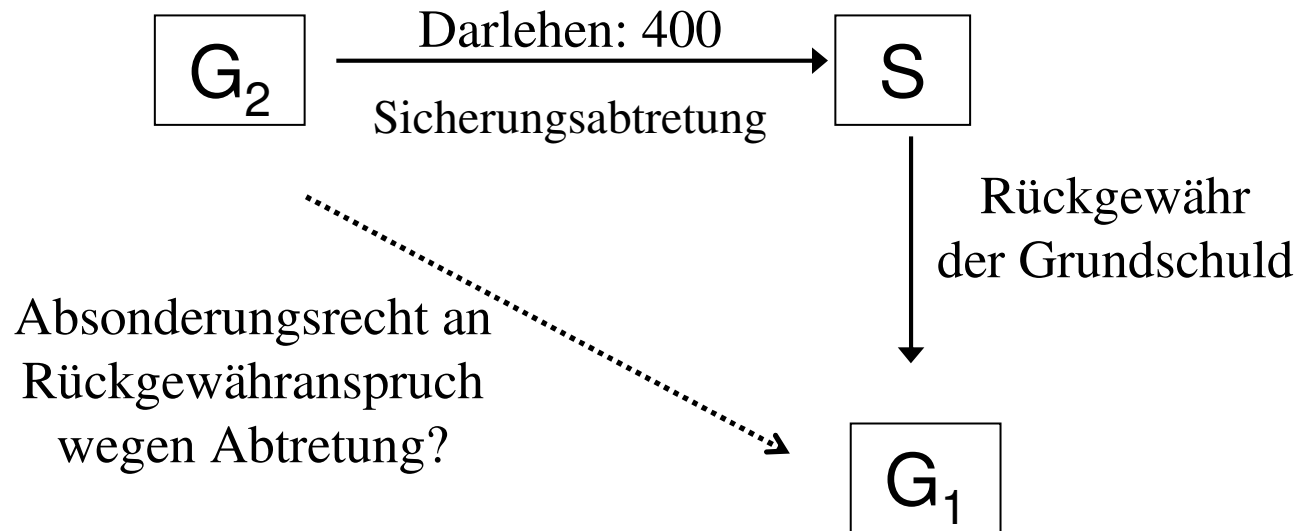 G₂
Darlehen: 400
S
Sicherungsabtretung
Rückgewähr
der Grundschuld
Absonderungsrecht an
Rückgewähranspruch
wegen Abtretung?
G₁